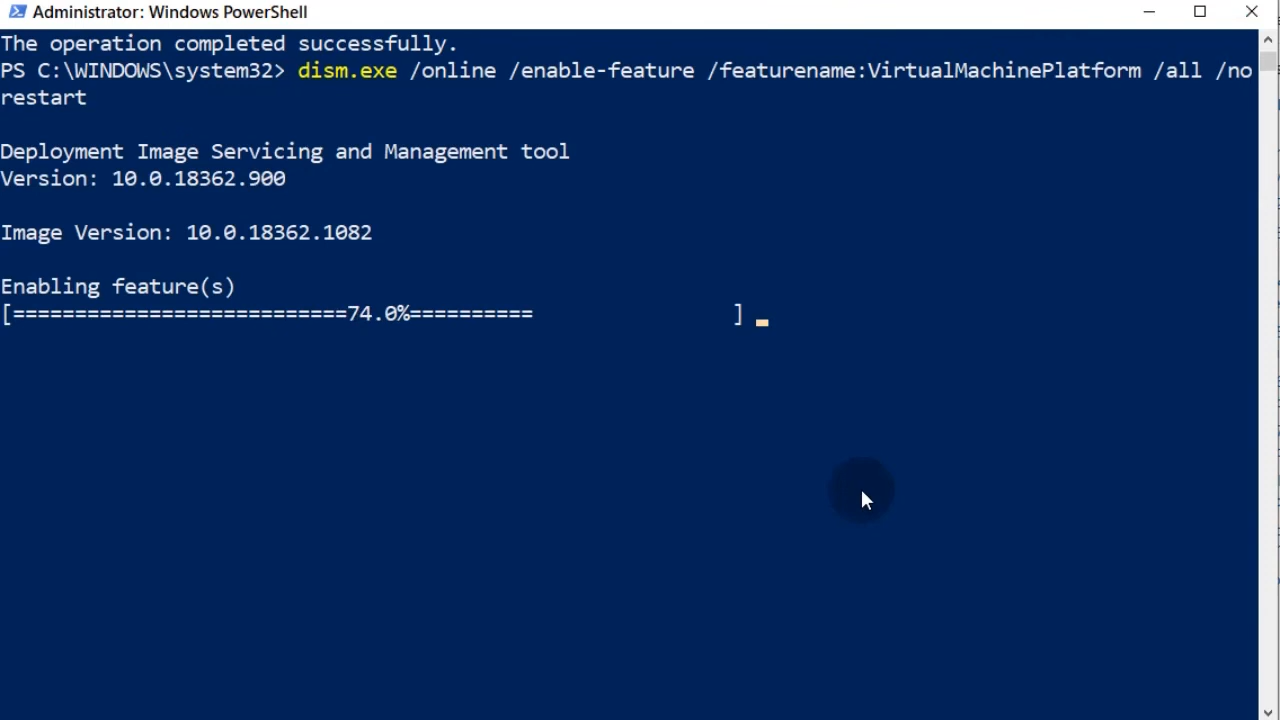 Administrator: Windows PowerShell
The operation completed successfully.
PS C:\WINDOWS\system32> dism.exe /online /enable-feature /featurename:VirtualMachinePlatform /all /no
restart
Deployment Image Servicing and Management tool
Version: 10.0.18362.900
Image Version: 10.0.18362.1082
Enabling feature(s)
[===========================74.0%==========                 ]